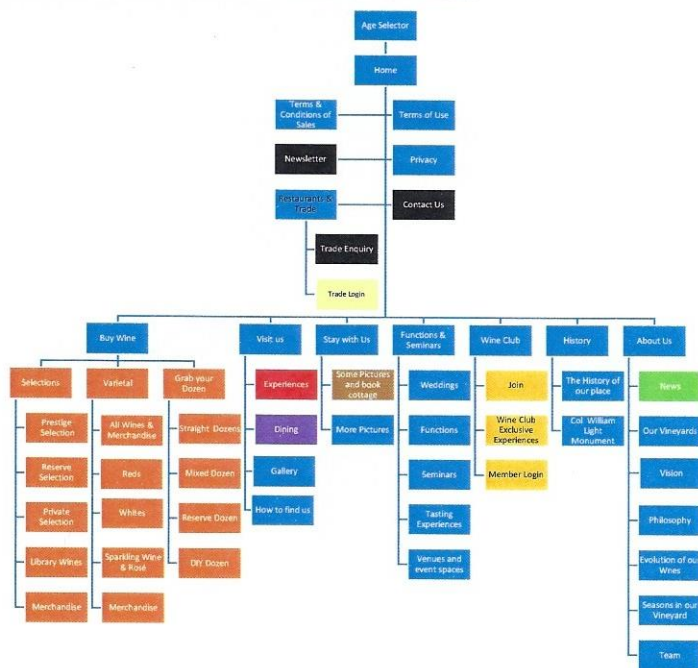 Age Selector
Home
Terms &
Conditions of
Sales
Terms of Use
Newsletter
Privacy
Restaurants &
Trade
Contact Us
Trade Enquiry
Trade Login
Buy Wine
Visit us
Stay with Us
Functions &
Seminars
Wine Club
History
About Us
Selections
Prestige
Selection
Reserve
Selection
Private
Selection
Library Wines
Merchandise
Varietal
All Wines &
Merchandise
Reds
Whites
Sparkling Wine
& Rosé
Merchandise
Grab your
Dozen
Straight Dozens
Mixed Dozen
Reserve Dozen
DIY Dozen
Experiences
Dining
Gallery
How to find us
Some Pictures
and book
cottage
More Pictures
Weddings
Functions
Seminars
Tasting
Experiences
Venues and
event spaces
Join
Wine Club
Exclusive
Experiences
Member Login
The History of
our place
Col. William
Light
Monument
News
Our Vineyards
Vision
Philosophy
Evolution of our
Wines
Seasons in our
Vineyard
Team